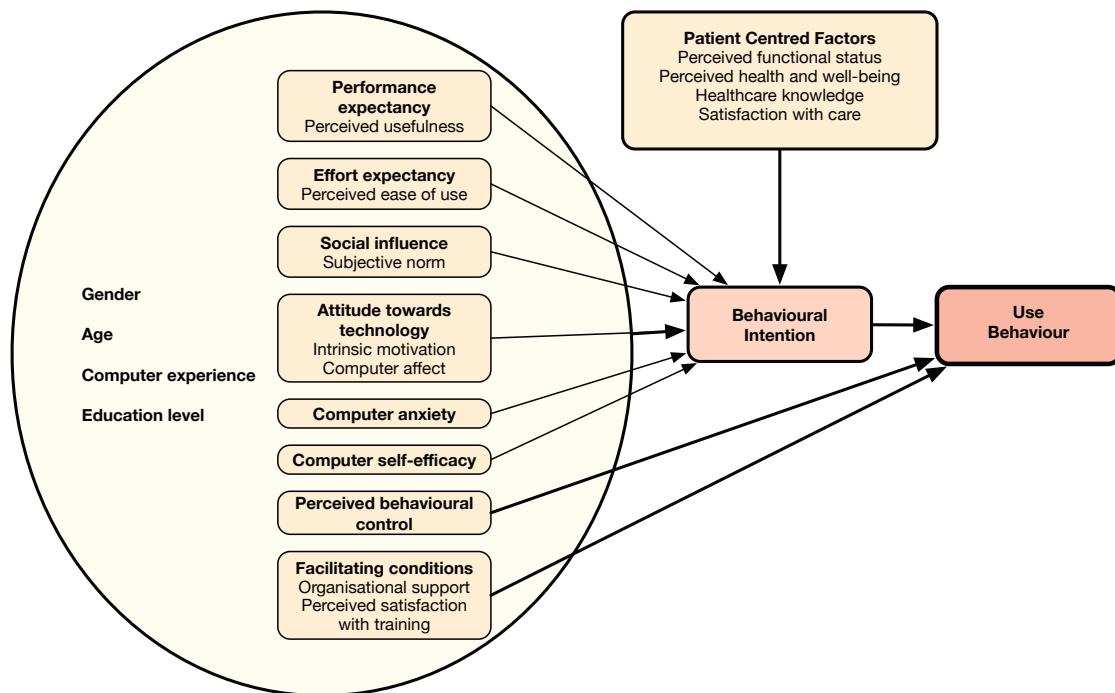 Patient Centred Factors
Perceived functional status
Perceived health and well-being
Healthcare knowledge
Satisfaction with care
Performance
expectancy
Perceived usefulness
Effort expectancy
Perceived ease of use
Social influence
Subjective norm
Gender
Age
Computer experience
Education level
Attitude towards
technology
Intrinsic motivation
Computer affect
Computer anxiety
Computer self-efficacy
Perceived behavioural
control
Facilitating conditions
Organisational support
Perceived satisfaction
with training
Behavioural
Intention
Use
Behaviour